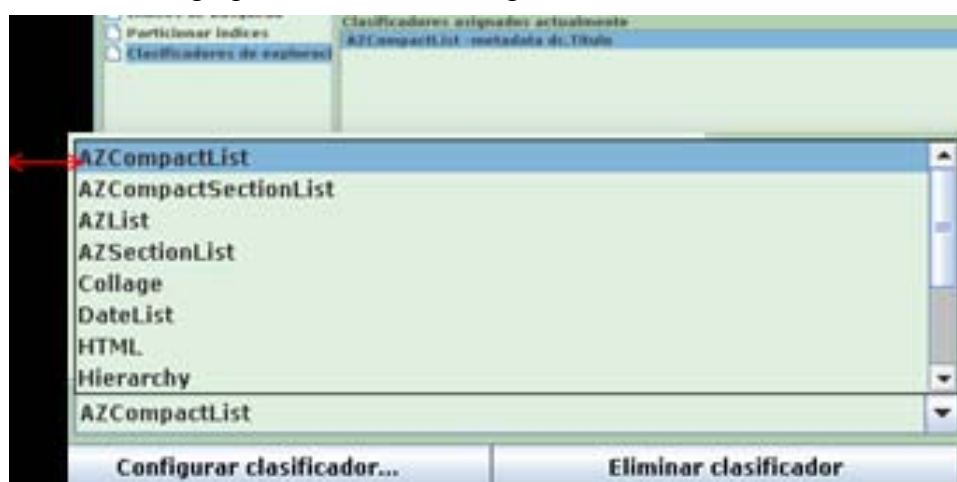 Particionar indices
Clasificadores de exploraci
Clasificadores asignados actualmente
AZCompactList -metadata dc.Titulo
AZCompactList
AZCompactSectionList
AZList
AZSectionList
Collage
DateList
HTML
Hierarchy
AZCompactList
Configurar clasificador...
Eliminar clasificador